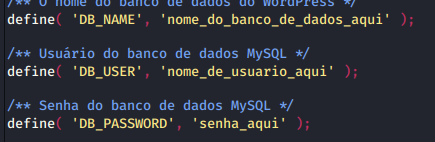 /** O nome do banco de dados do WordPress */
define( 'DB_NAME', 'nome_do_banco_de_dados_aqui' );
/** Usuário do banco de dados MySQL */
define( 'DB_USER', 'nome_de_usuario_aqui' );
/** Senha do banco de dados MySQL */
define( 'DB_PASSWORD', 'senha_aqui' );